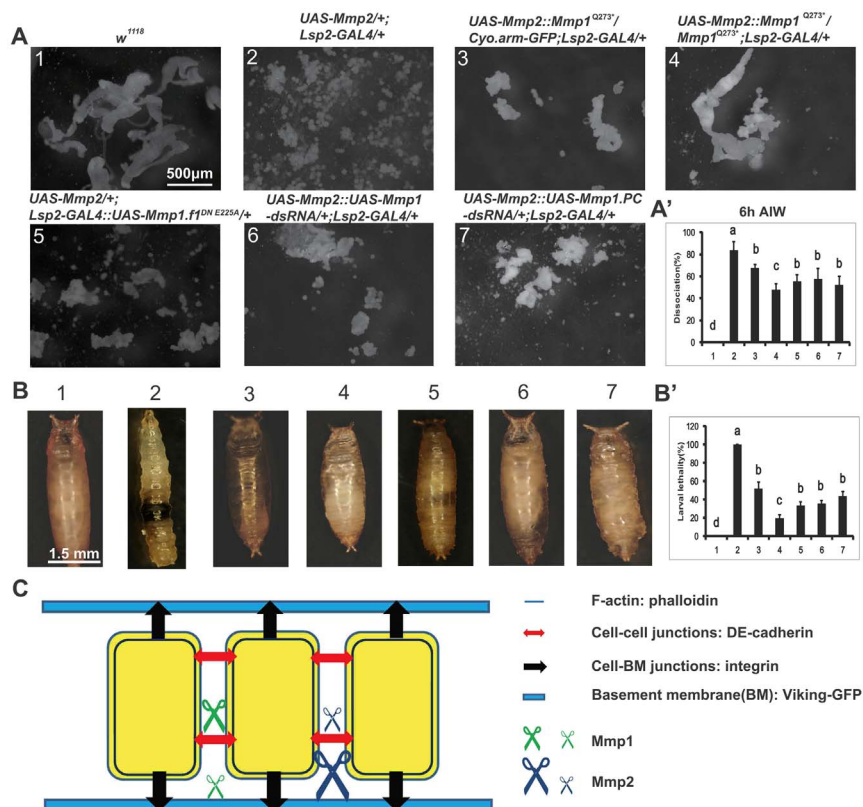 A
w1118
UAS-Mmp2/+;
Lsp2-GAL4/+
UAS-Mmp2::Mmp1Q273*/
Cyo.arm-GFP;Lsp2-GAL4/+
UAS-Mmp2::Mmp1Q273*/
Mmp1Q273*;Lsp2-GAL4/+
1
2
3
4
500μm
UAS-Mmp2/+;
Lsp2-GAL4::UAS-Mmp1.f1DN E225A/+
UAS-Mmp2::UAS-Mmp1
-dsRNA/+;Lsp2-GAL4/+
UAS-Mmp2::UAS-Mmp1.PC
-dsRNA/+;Lsp2-GAL4/+
5
6
7
A'
6h AIW
Dissociation(%)
100
80
60
40
20
0
d
a
b
c
b
b
b
1 2 3 4 5 6 7
B
1 2 3 4 5 6 7
1.5 mm
B'
Larval lethality(%)
120
100
80
60
40
20
0
d
a
b
c
b
b
b
1 2 3 4 5 6 7
C
F-actin: phalloidin
Cell-cell junctions: DE-cadherin
Cell-BM junctions: integrin
Basement membrane(BM): Viking-GFP
Mmp1
Mmp2